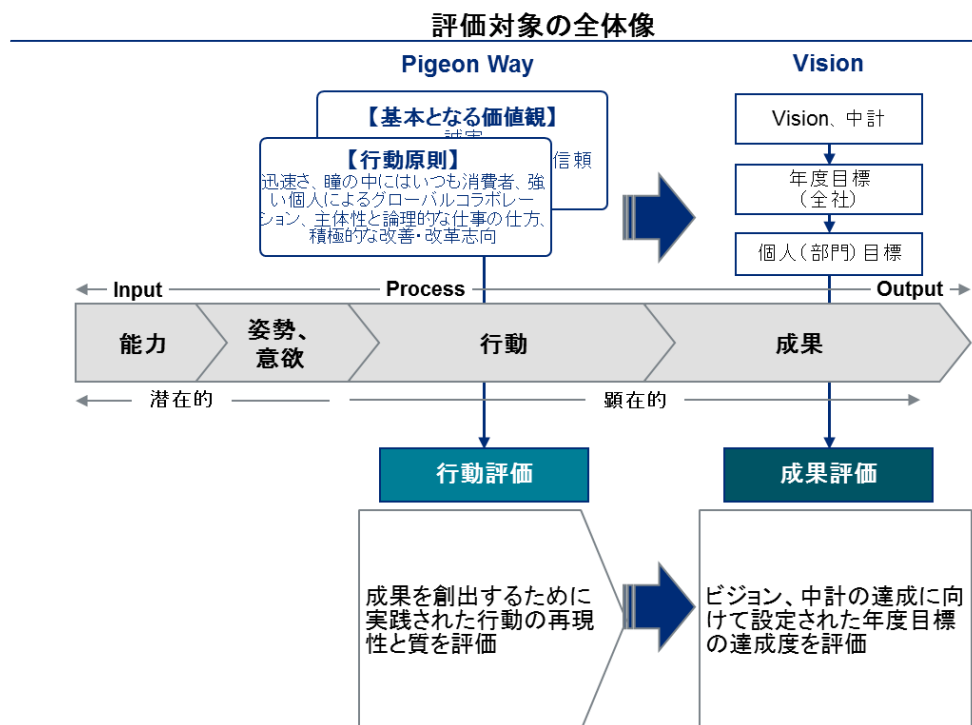 評価対象の全体像
Pigeon Way
Vision
【基本となる価値観】
誠実
信頼
【行動原則】
迅速さ、瞳の中にはいつも消費者、強
い個人によるグローバルコラボレー
ション、主体性と論理的な仕事の仕方、
積極的な改善・改革志向
Vision、中計
年度目標
(全社)
個人(部門)目標
Input
Process
Output
能力
姿勢、
意欲
行動
成果
潜在的
顕在的
行動評価
成果評価
成果を創出するために
実践された行動の再現
性と質を評価
ビジョン、中計の達成に向
けて設定された年度目標
の達成度を評価